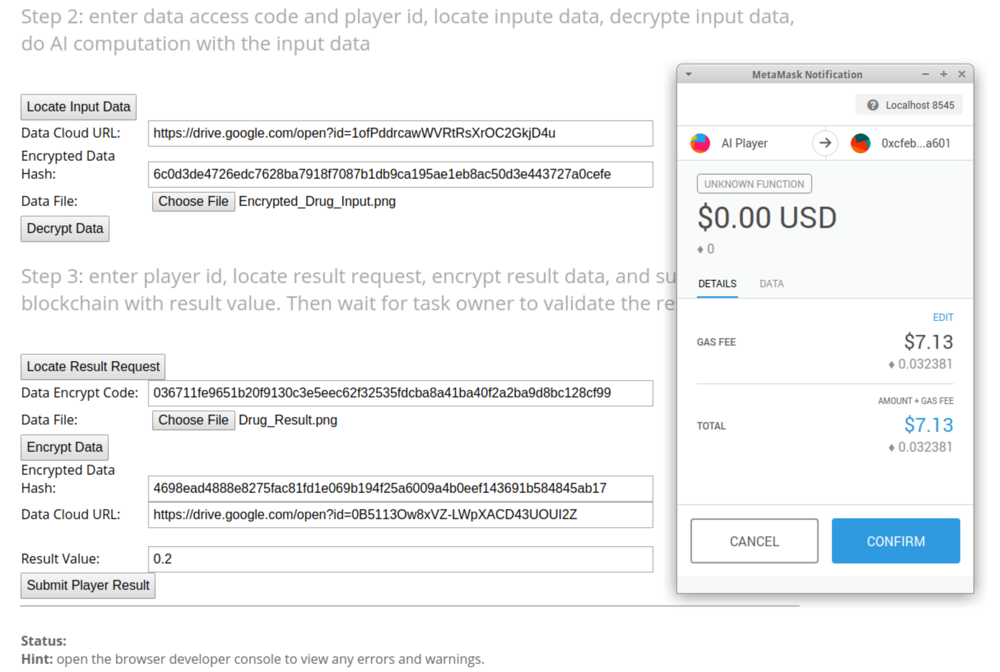 Step 2: enter data access code and player id, locate inpute data, decrypte input data,
do AI computation with the input data
Locate Input Data
Data Cloud URL: https://drive.google.com/open?id=1ofPddrcawWVRtRsXrOC2GkjD4u
Encrypted Data
Hash: 6c0d3de4726edc7628ba7918f7087b1db9ca195ae1eb8ac50d3e443727a0cefe
Data File: Choose File Encrypted_Drug_Input.png
Decrypt Data
Step 3: enter player id, locate result request, encrypt result data, and su
blockchain with result value. Then wait for task owner to validate the re
Locate Result Request
Data Encrypt Code: 036711fe9651b20f9130c3e5eec62f32535fdcba8a41ba40f2a2ba9d8bc128cf99
Data File: Choose File Drug_Result.png
Encrypt Data
Encrypted Data
Hash: 4698ead4888e8275fac81fd1e069b194f25a6009a4b0eef143691b584845ab17
Data Cloud URL: https://drive.google.com/open?id=0B5113Ow8xVZ-LWpXACD43UOUI2Z
Result Value: 0.2
Submit Player Result
Status:
Hint: open the browser developer console to view any errors and warnings.
MetaMask Notification
Localhost 8545
AI Player 0xcfeb...a601
UNKNOWN FUNCTION
$0.00 USD
0
DETAILS DATA
EDIT
GAS FEE $7.13
0.032381
AMOUNT + GAS FEE
TOTAL $7.13
0.032381
CANCEL CONFIRM